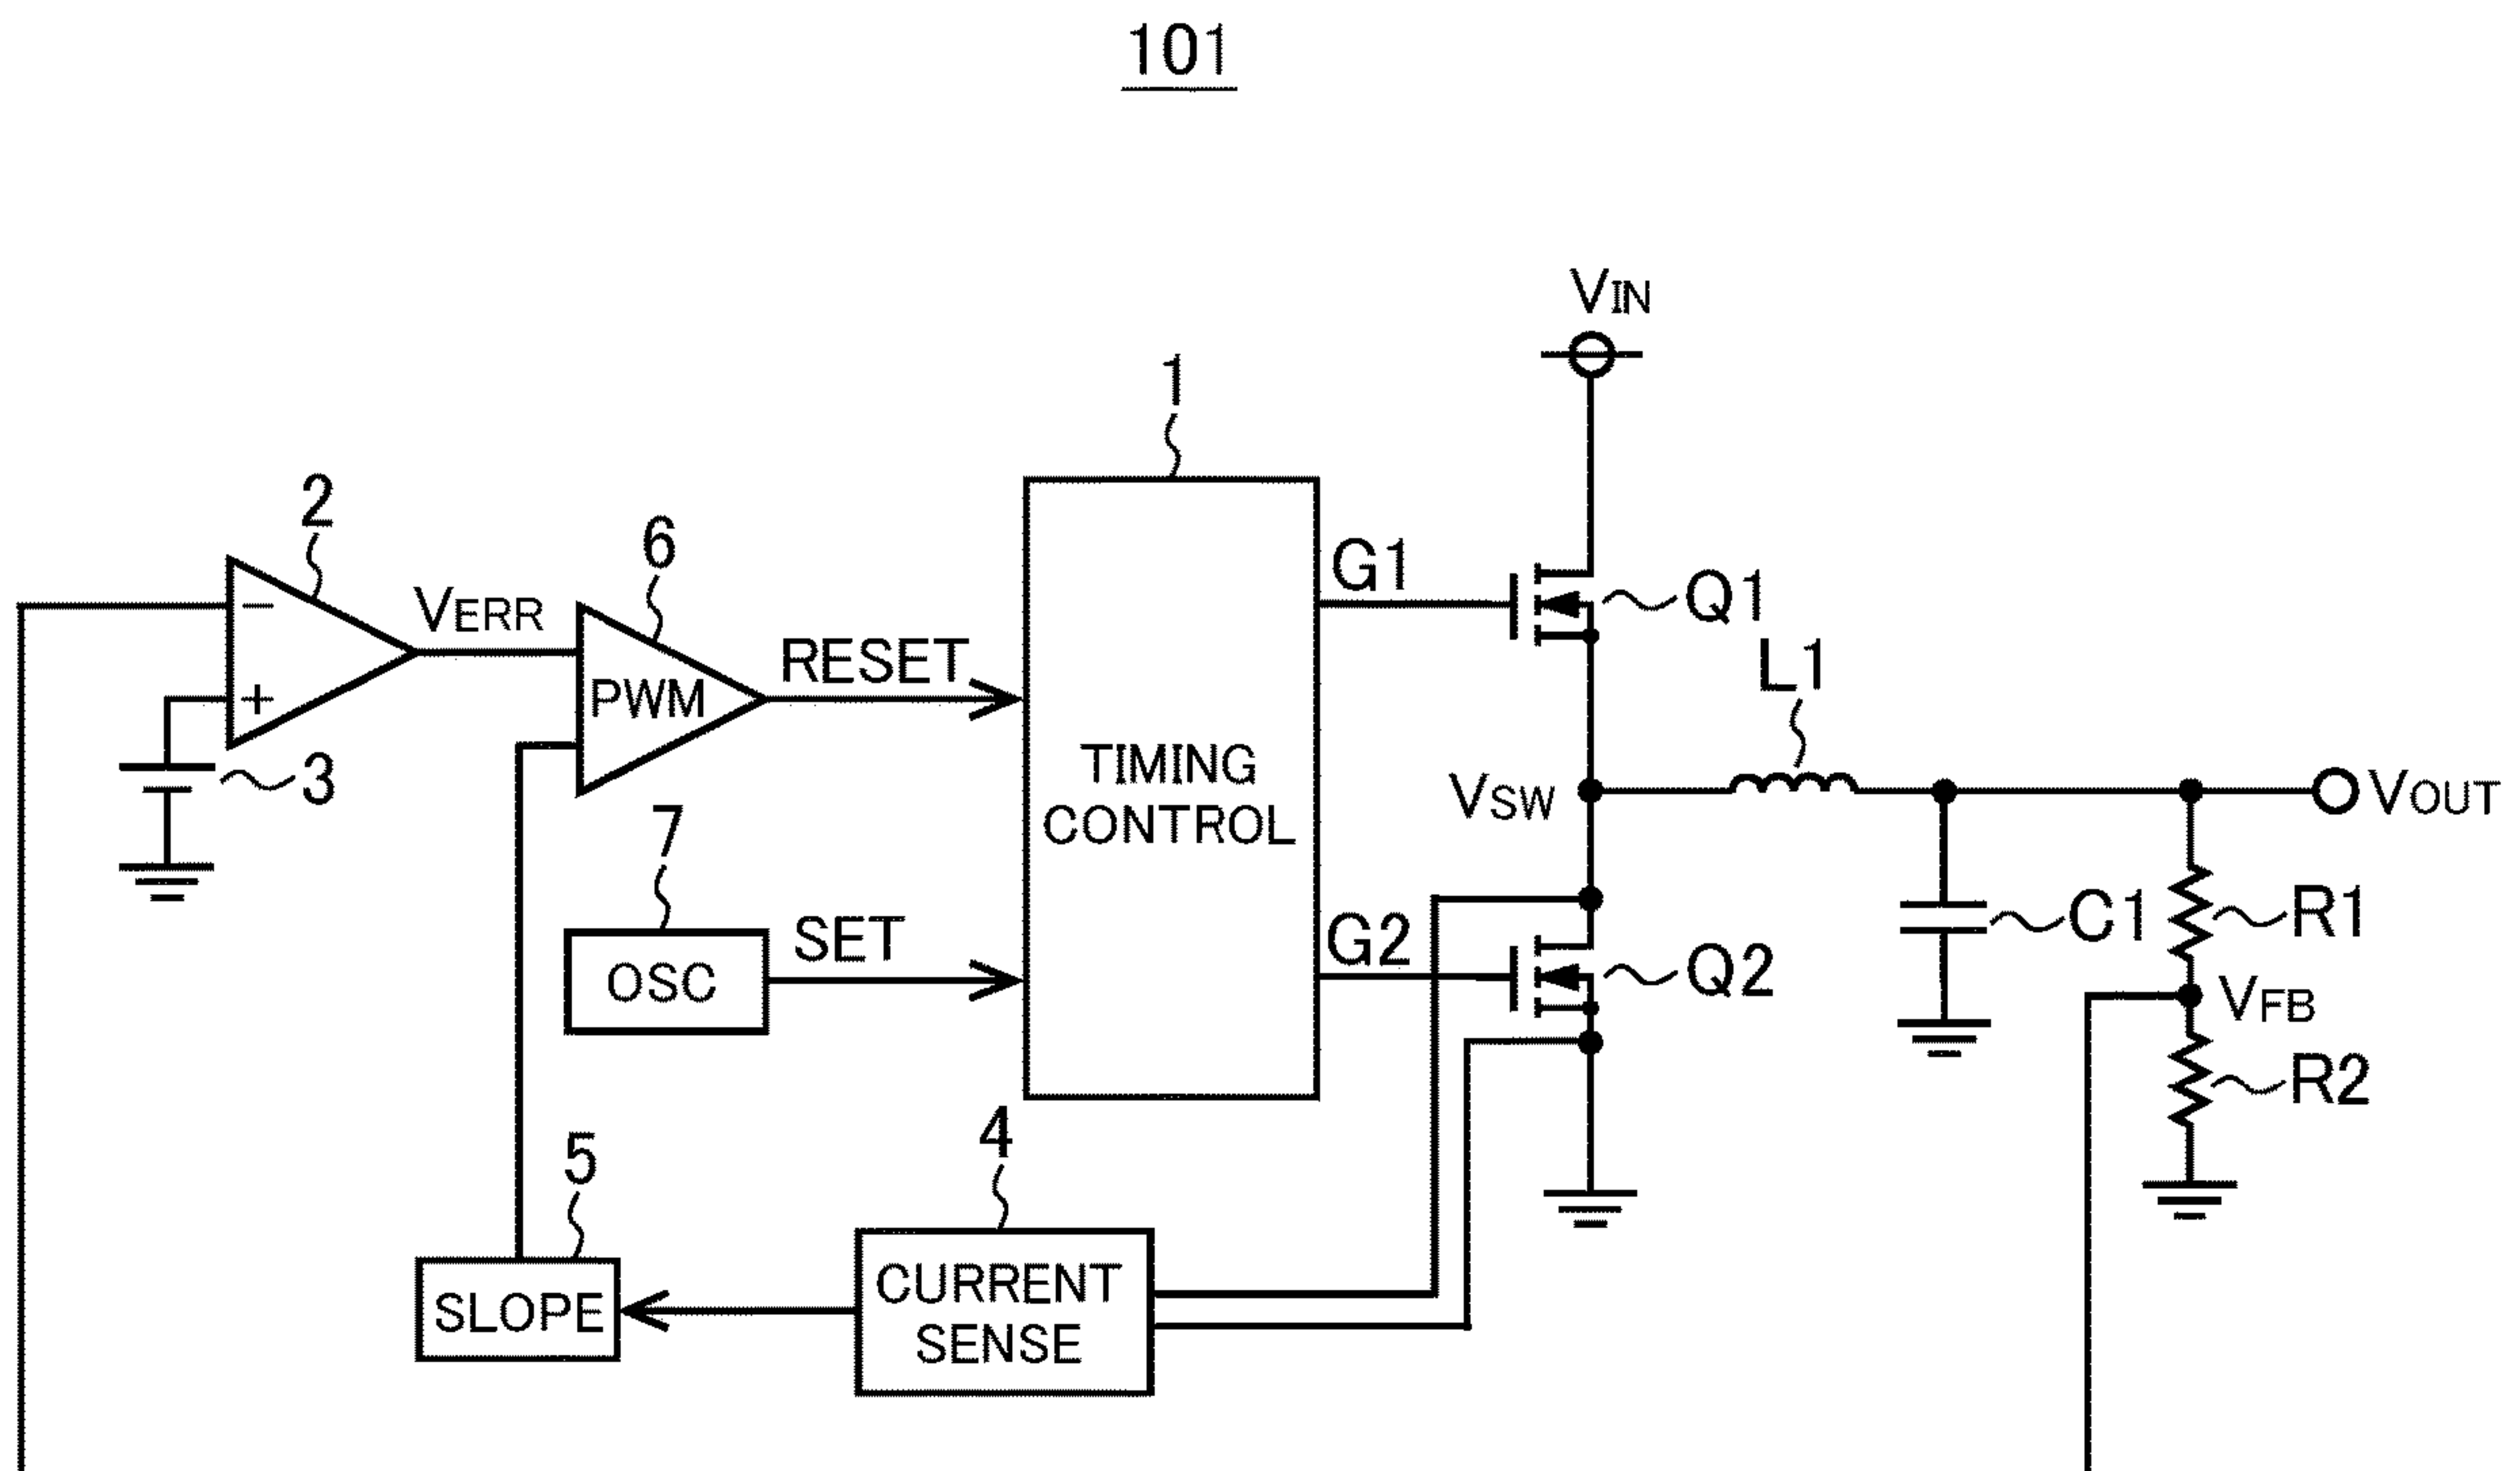 101
VIN
1
2
6
G1
Q1
VERR
RESET
L1
−
+
PWM
3
TIMING
CONTROL
VSW
VOUT
7
C1
R1
SET
G2
Q2
OSC
VFB
R2
4
5
CURRENT
SENSE
SLOPE